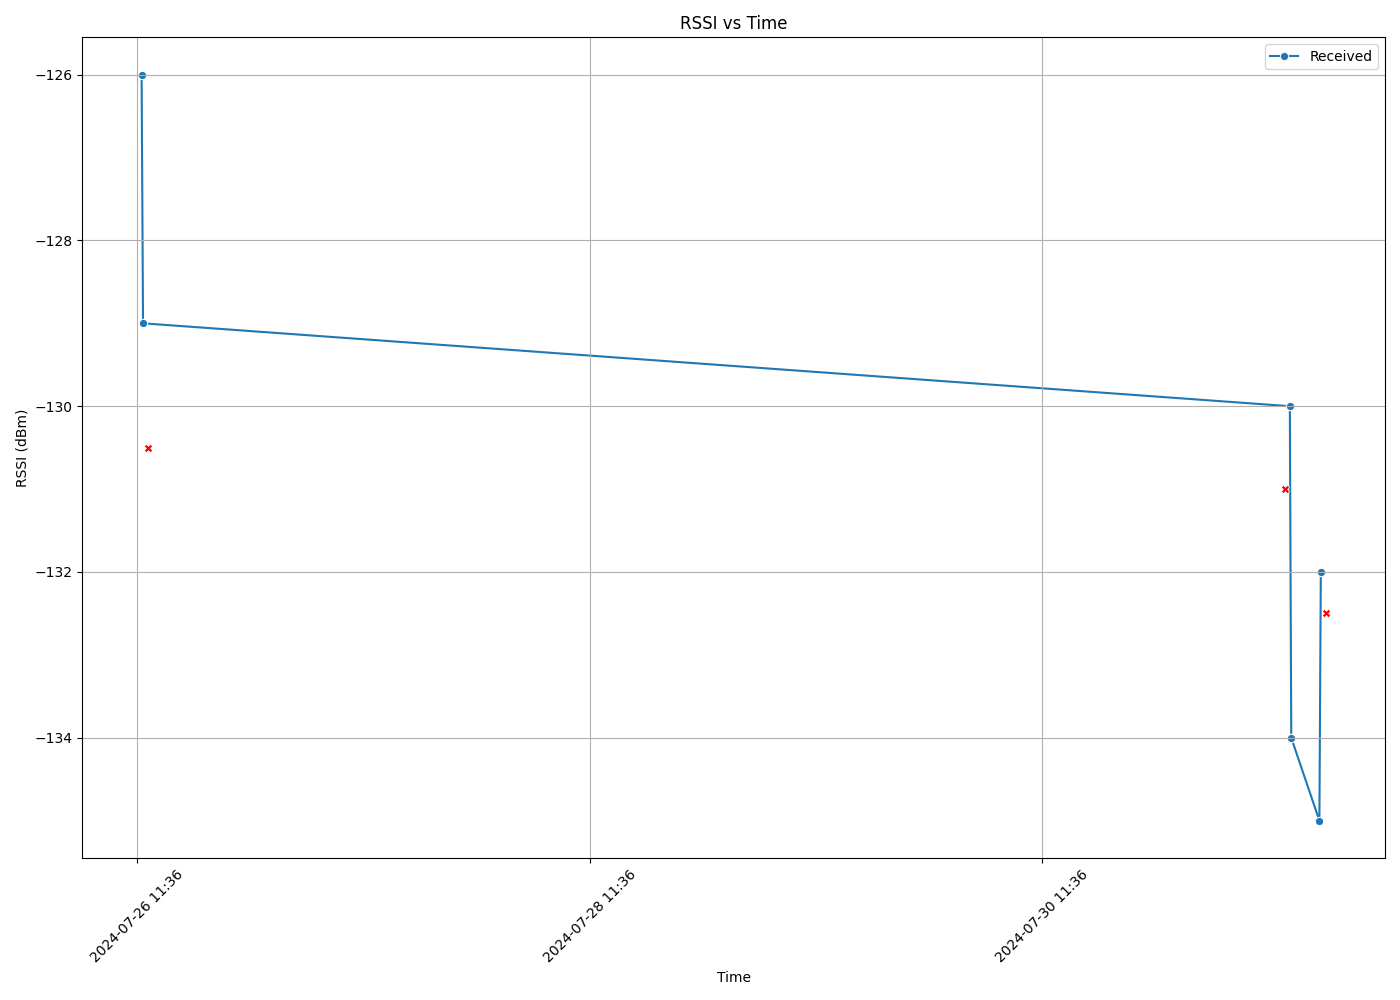 RSSI vs Time
Received
−126
−128
−130
−132
−134
RSSI (dBm)
2024-07-26 11:36
2024-07-28 11:36
2024-07-30 11:36
Time